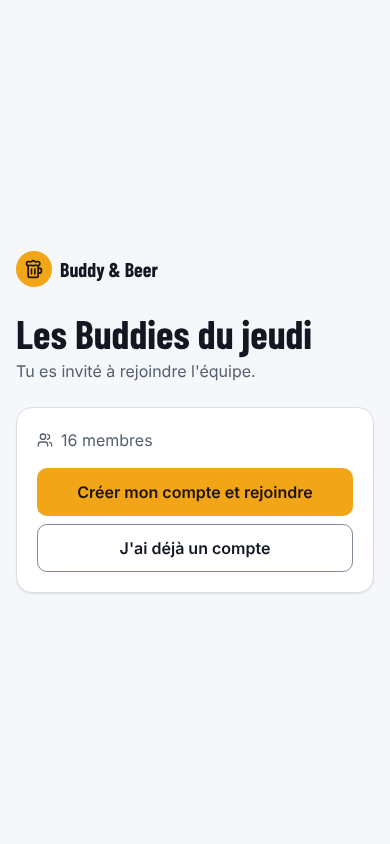 Buddy & Beer
Les Buddies du jeudi
Tu es invité à rejoindre l'équipe.
16 membres
Créer mon compte et rejoindre
J'ai déjà un compte